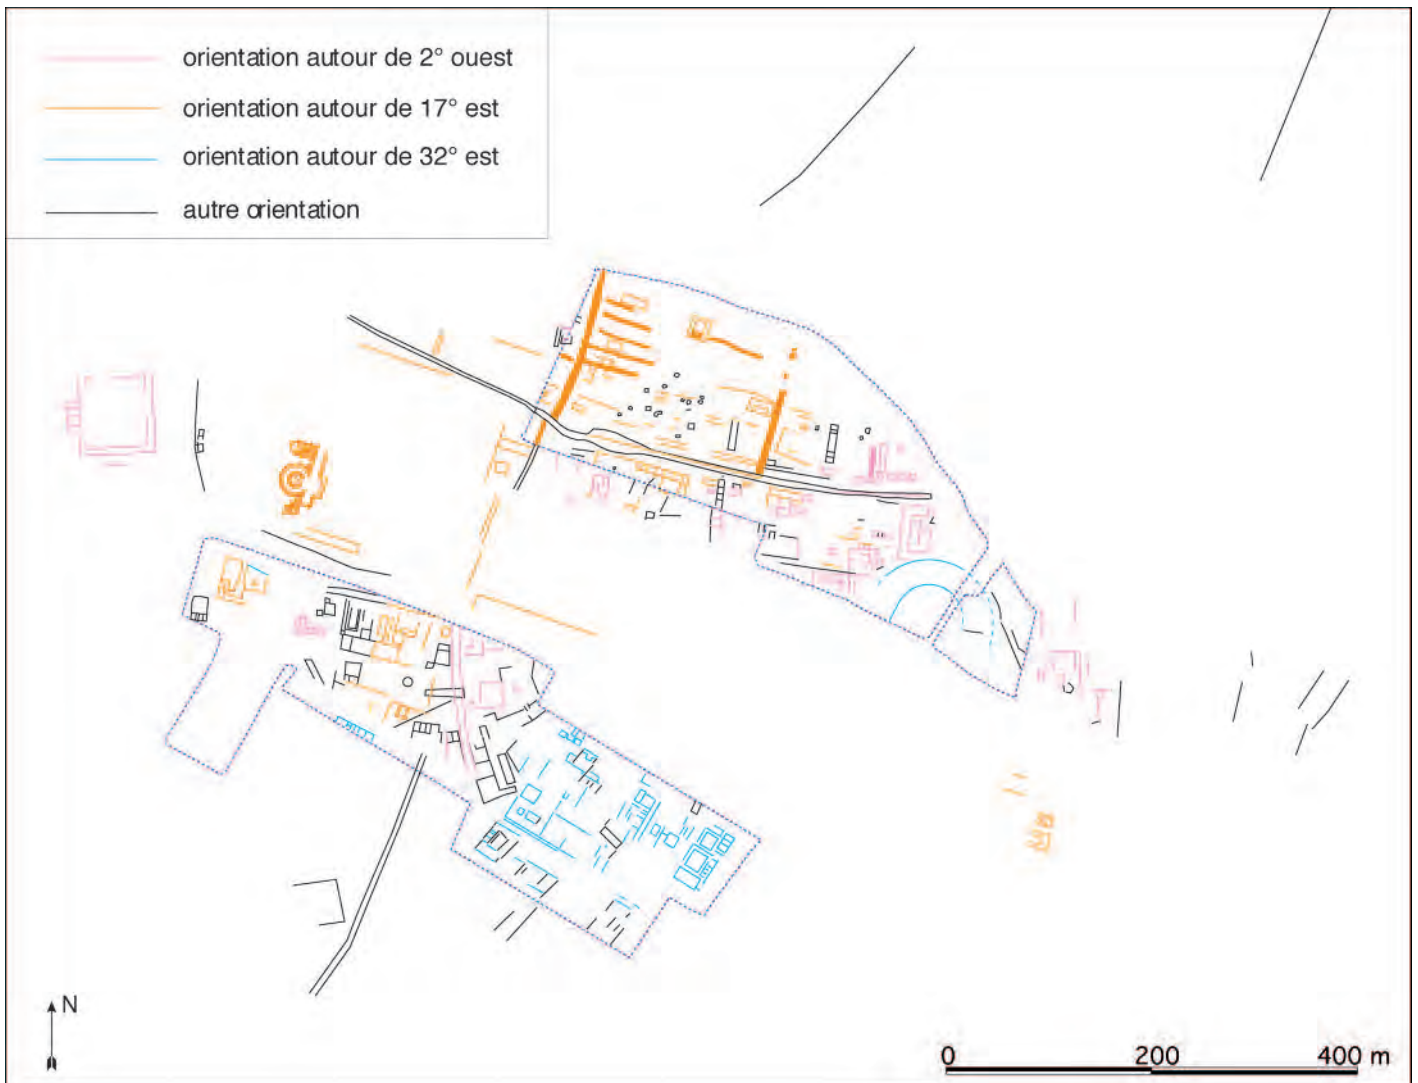 orientation autour de 2° ouest
orientation autour de 17° est
orientation autour de 32° est
autre orientation
N
0 200 400 m